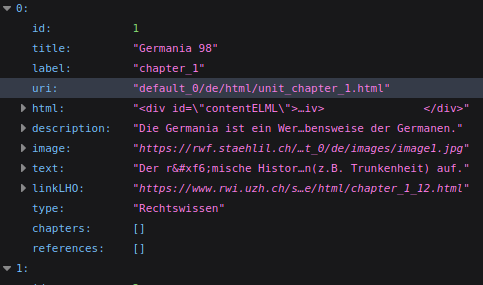 0:
id: 1
title: "Germania 98"
label: "chapter_1"
uri: "default_0/de/html/unit_chapter_1.html"
html: "<div id=\"contentELML\">…iv> </div>"
description: "Die Germania ist ein Wer…bensweise der Germanen."
image: "https://rwf.staehlil.ch/…t_0/de/images/image1.jpg"
text: "Der r&#xf6;mische Histor…n(z.B. Trunkenheit) auf."
linkLHO: "https://www.rwi.uzh.ch/s…e/html/chapter_1_12.html"
type: "Rechtswissen"
chapters: []
references: []
1: